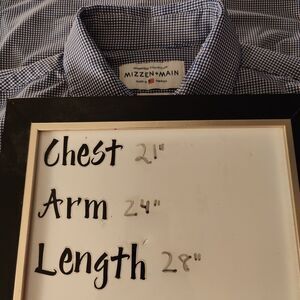 MIZZEN+MAIN
Chest 21"
Arm 24"
Length 28"